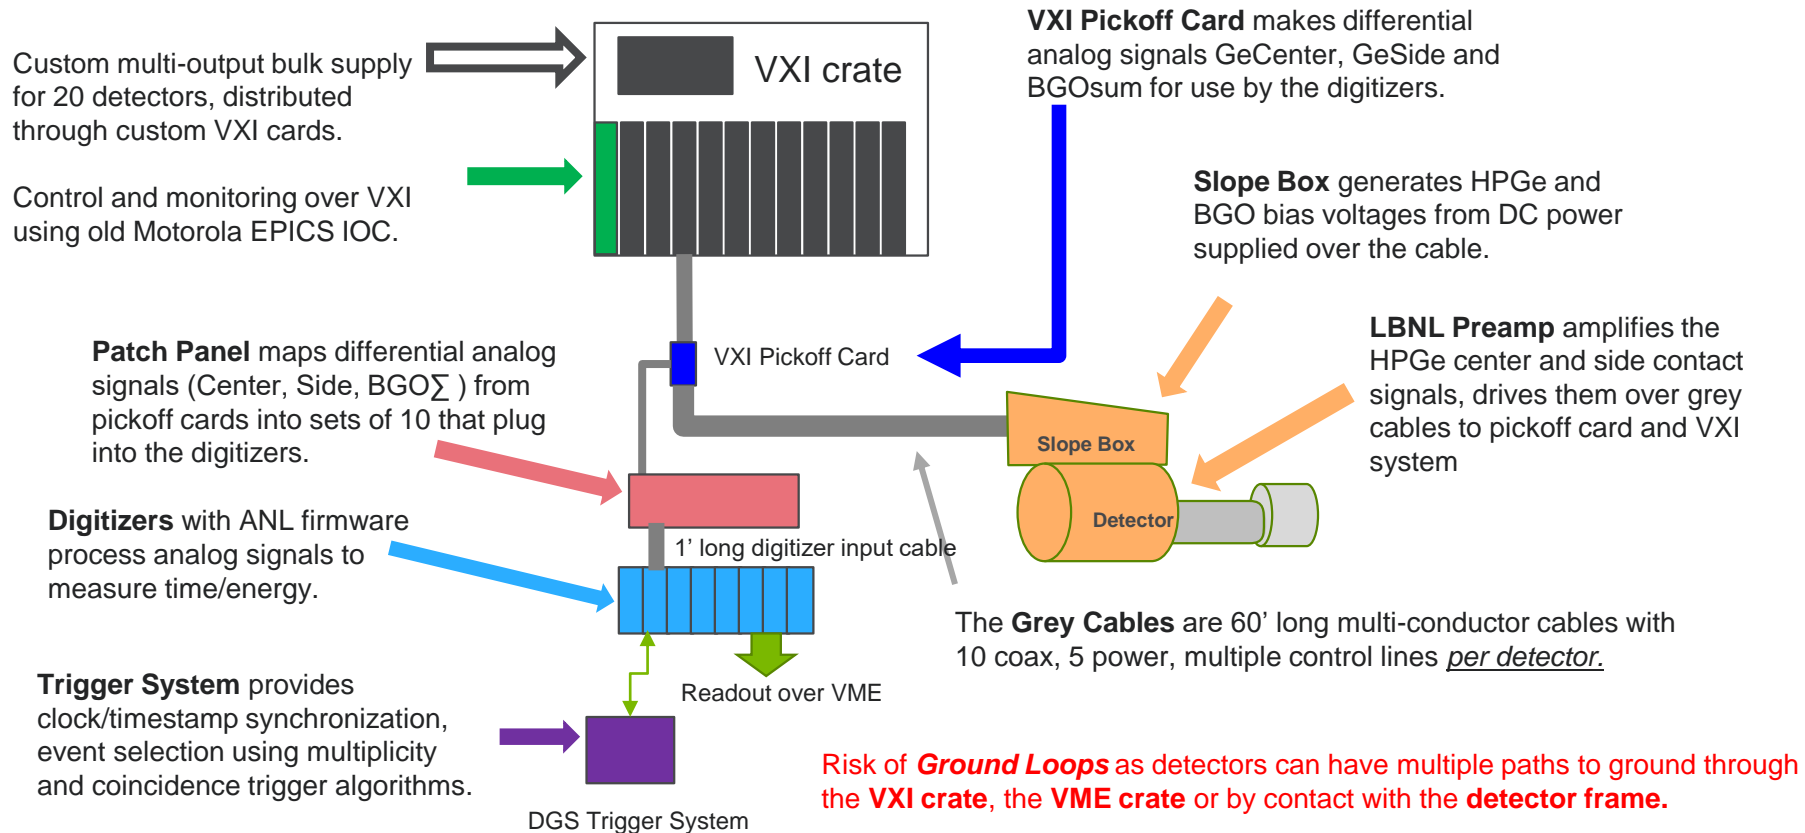 Custom multi-output bulk supply
for 20 detectors, distributed
through custom VXI cards.
Control and monitoring over VXI
using old Motorola EPICS IOC.
VXI crate
VXI Pickoff Card makes differential
analog signals GeCenter, GeSide and
BGOsum for use by the digitizers.
Slope Box generates HPGe and
BGO bias voltages from DC power
supplied over the cable.
LBNL Preamp amplifies the
HPGe center and side contact
signals, drives them over grey
cables to pickoff card and VXI
system
Patch Panel maps differential analog
signals (Center, Side, BGO∑ ) from
pickoff cards into sets of 10 that plug
into the digitizers.
VXI Pickoff Card
Slope Box
Detector
Digitizers with ANL firmware
process analog signals to
measure time/energy.
1’ long digitizer input cable
The Grey Cables are 60’ long multi-conductor cables with
10 coax, 5 power, multiple control lines per detector.
Readout over VME
Trigger System provides
clock/timestamp synchronization,
event selection using multiplicity
and coincidence trigger algorithms.
DGS Trigger System
Risk of Ground Loops as detectors can have multiple paths to ground through
the VXI crate, the VME crate or by contact with the detector frame.